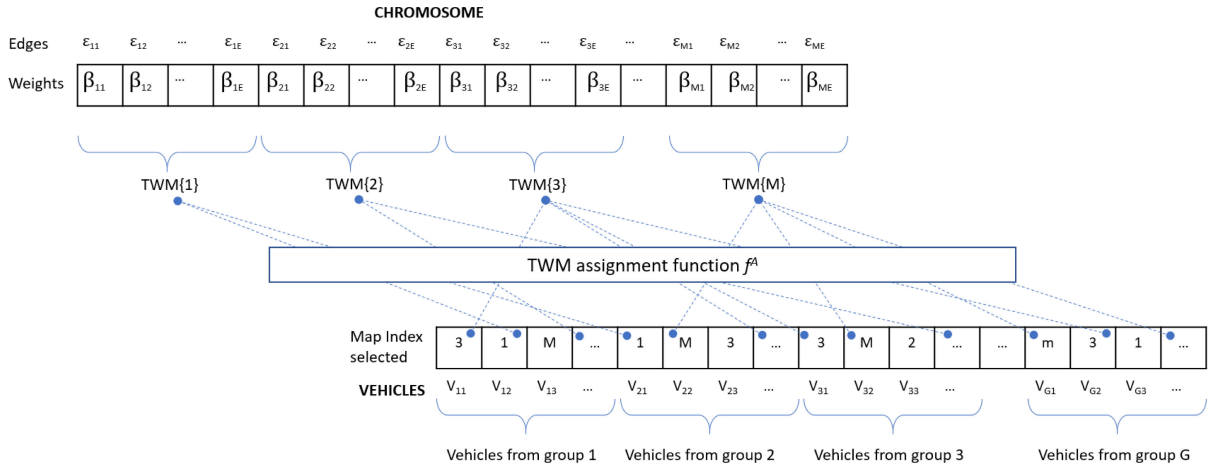 CHROMOSOME
Edges ε11 ε12 ... ε1E ε21 ε22 ... ε2E ε31 ε32 ... ε3E ... εM1 εM2 ... εME
Weights β11 β12 ... β1E β21 β22 ... β2E β31 β32 ... β3E ... βM1 βM2 ... βME
TWM{1} TWM{2} TWM{3} TWM{M}
TWM assignment function fA
Map Index
selected
3 1 M ... 1 M 3 ... 3 M 2 ... ... m 3 1 ...
VEHICLES V11 V12 V13 ... V21 V22 V23 ... V31 V32 V33 ... VG1 VG2 VG3 ...
Vehicles from group 1 Vehicles from group 2 Vehicles from group 3 Vehicles from group G